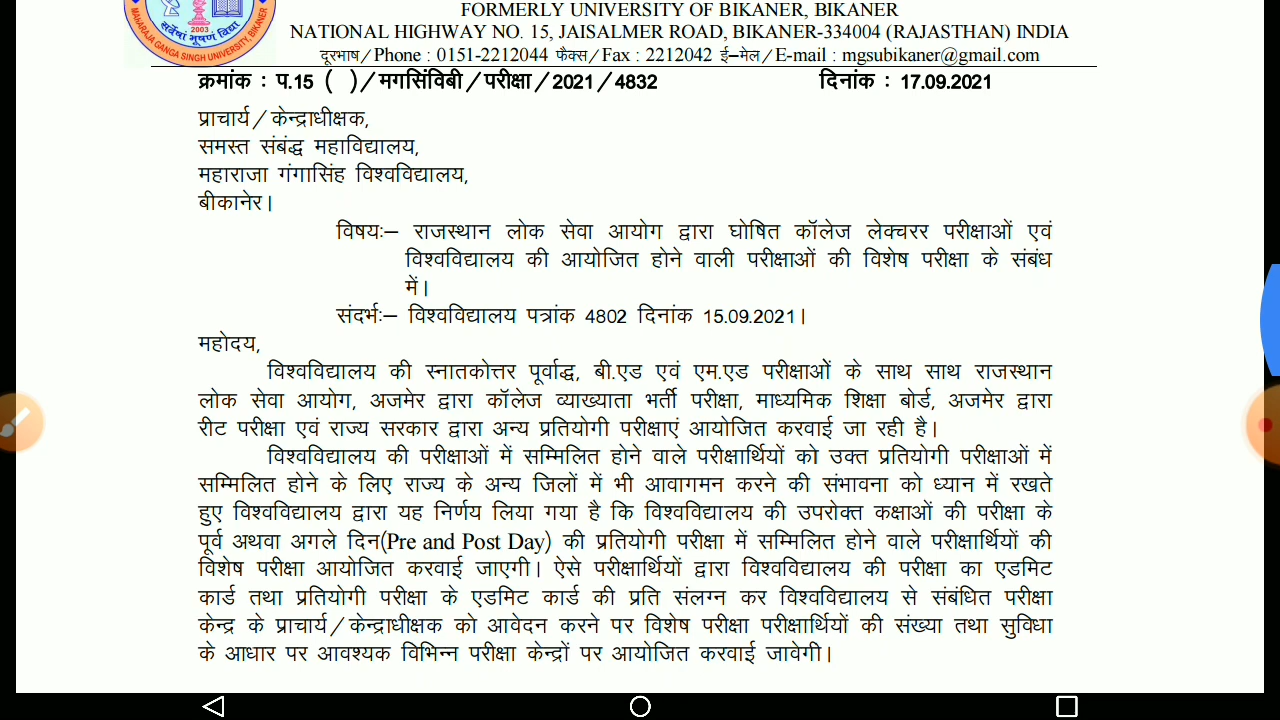 FORMERLY UNIVERSITY OF BIKANER, BIKANER
NATIONAL HIGHWAY NO. 15, JAISALMER ROAD, BIKANER-334004 (RAJASTHAN) INDIA
दूरभाष/Phone : 0151-2212044 फैक्स/Fax : 2212042 ई–मेल/E-mail : mgsubikaner@gmail.com
2003
सर्वेषां भूषणं विद्या
MAHARAJA GANGA SINGH UNIVERSITY, BIKANER
क्रमांक : प.15 ( )/मगसिंविबी/परीक्षा/2021/4832 दिनांक : 17.09.2021
प्राचार्य/केन्द्राधीक्षक,
समस्त संबंद्ध महाविद्यालय,
महाराजा गंगासिंह विश्वविद्यालय,
बीकानेर।
विषयः– राजस्थान लोक सेवा आयोग द्वारा घोषित कॉलेज लेक्चरर परीक्षाओं एवं
विश्वविद्यालय की आयोजित होने वाली परीक्षाओं की विशेष परीक्षा के संबंध
में।
संदर्भः– विश्वविद्यालय पत्रांक 4802 दिनांक 15.09.2021।
महोदय,
विश्वविद्यालय की स्नातकोत्तर पूर्वाद्ध, बी.एड एवं एम.एड परीक्षाओं के साथ साथ राजस्थान
लोक सेवा आयोग, अजमेर द्वारा कॉलेज व्याख्याता भर्ती परीक्षा, माध्यमिक शिक्षा बोर्ड, अजमेर द्वारा
रीट परीक्षा एवं राज्य सरकार द्वारा अन्य प्रतियोगी परीक्षाएं आयोजित करवाई जा रही है।
विश्वविद्यालय की परीक्षाओं में सम्मिलित होने वाले परीक्षार्थियों को उक्त प्रतियोगी परीक्षाओं में
सम्मिलित होने के लिए राज्य के अन्य जिलों में भी आवागमन करने की संभावना को ध्यान में रखते
हुए विश्वविद्यालय द्वारा यह निर्णय लिया गया है कि विश्वविद्यालय की उपरोक्त कक्षाओं की परीक्षा के
पूर्व अथवा अगले दिन(Pre and Post Day) की प्रतियोगी परीक्षा में सम्मिलित होने वाले परीक्षार्थियों की
विशेष परीक्षा आयोजित करवाई जाएगी। ऐसे परीक्षार्थियों द्वारा विश्वविद्यालय की परीक्षा का एडमिट
कार्ड तथा प्रतियोगी परीक्षा के एडमिट कार्ड की प्रति संलग्न कर विश्वविद्यालय से संबंधित परीक्षा
केन्द्र के प्राचार्य/केन्द्राधीक्षक को आवेदन करने पर विशेष परीक्षा परीक्षार्थियों की संख्या तथा सुविधा
के आधार पर आवश्यक विभिन्न परीक्षा केन्द्रों पर आयोजित करवाई जावेगी।